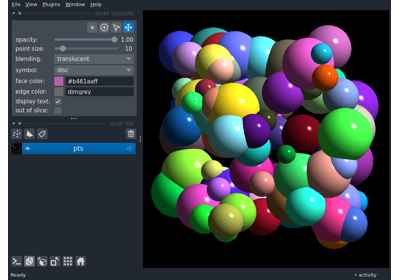 File View Plugins Window Help
layer controls
opacity: 1.00
point size: 10
blending: translucent
symbol: disc
face color: #b461aaff
edge color: dimgrey
display text: ✓
out of slice:
layer list
pts
Ready
activity